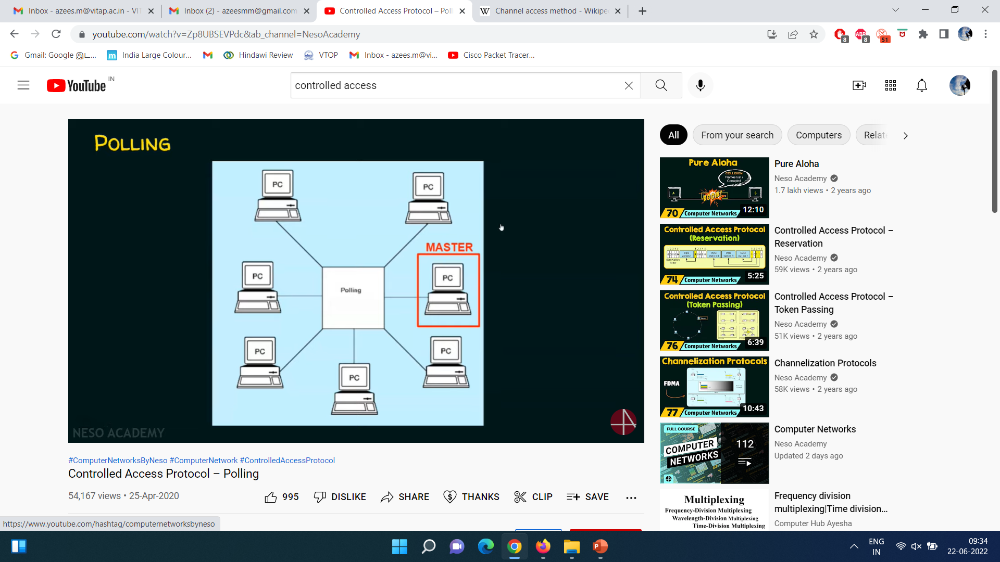 Inbox - azees.m@vitap.ac.in - VIT
Inbox (2) - azeesmm@gmail.com
Controlled Access Protocol – Poll
W Channel access method - Wikipe
youtube.com/watch?v=Zp8UBSEVPdc&ab_channel=NesoAcademy
8
ABP 8
51
Gmail: Google இட...
m India Large Colour...
Hindawi Review
VTOP
Inbox - azees.m@vi...
Cisco Packet Tracer...
YouTube IN
controlled access
POLLING
PC
PC
MASTER
PC
PC
Polling
PC
PC
PC
NESO ACADEMY
#ComputerNetworksByNeso #ComputerNetwork #ControlledAccessProtocol
Controlled Access Protocol – Polling
54,167 views • 25-Apr-2020
995
DISLIKE
SHARE
THANKS
CLIP
SAVE
https://www.youtube.com/hashtag/computernetworksbyneso
All
From your search
Computers
Relate
Pure Aloha
COLLISION
Frames lost /
Corrupted
A
BOOM!
B
70 Computer Networks 12:10
Pure Aloha
Neso Academy
1.7 lakh views • 2 years ago
Controlled Access Protocol
(Reservation)
74 Computer Networks 5:25
Controlled Access Protocol –
Reservation
Neso Academy
59K views • 2 years ago
Controlled Access Protocol
(Token Passing)
Token
76 Computer Networks 6:39
Controlled Access Protocol –
Token Passing
Neso Academy
51K views • 2 years ago
Channelization Protocols
FDMA
77 Computer Networks 10:43
Channelization Protocols
Neso Academy
58K views • 2 years ago
FULL COURSE
COMPUTER
NETWORKS
112
Computer Networks
Neso Academy
Updated 2 days ago
Multiplexing
Frequency-Division Multiplexing
Wavelength-Division Multiplexing
Time-Division Multiplexing
Frequency division
multiplexing|Time division...
Computer Hub Ayesha
ENG
IN
09:34
22-06-2022